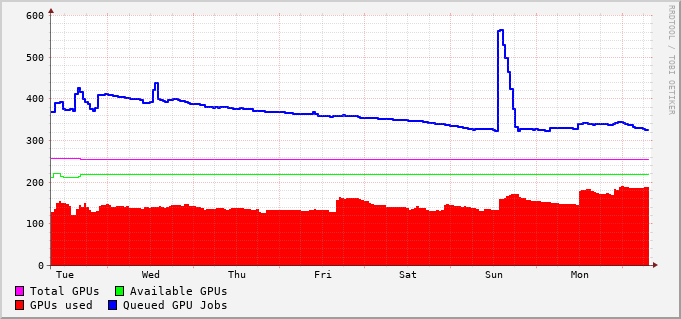 600
500
400
300
200
100
0
Tue Wed Thu Fri Sat Sun Mon
Total GPUs Available GPUs
GPUs used Queued GPU Jobs
RRDTOOL / TOBI OETIKER